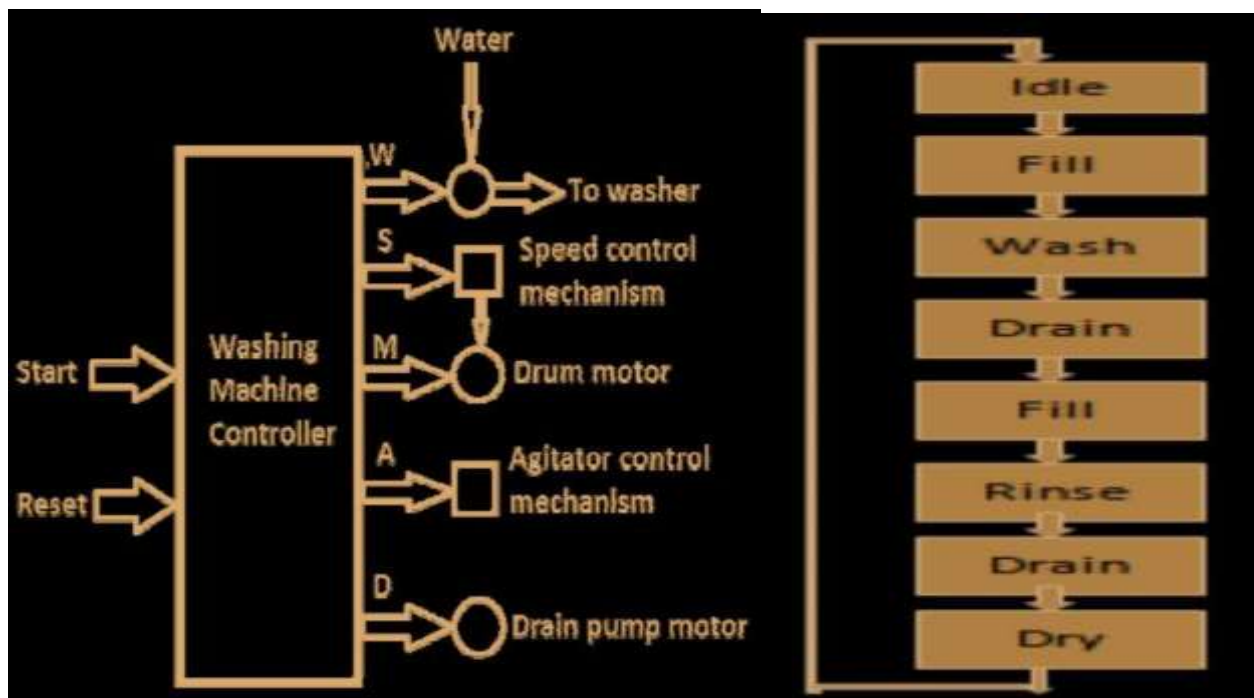 Water
W
To washer
S
Speed control
mechanism
Start
Washing
Machine
Controller
M
Drum motor
Reset
A
Agitator control
mechanism
D
Drain pump motor
Idle
Fill
Wash
Drain
Fill
Rinse
Drain
Dry